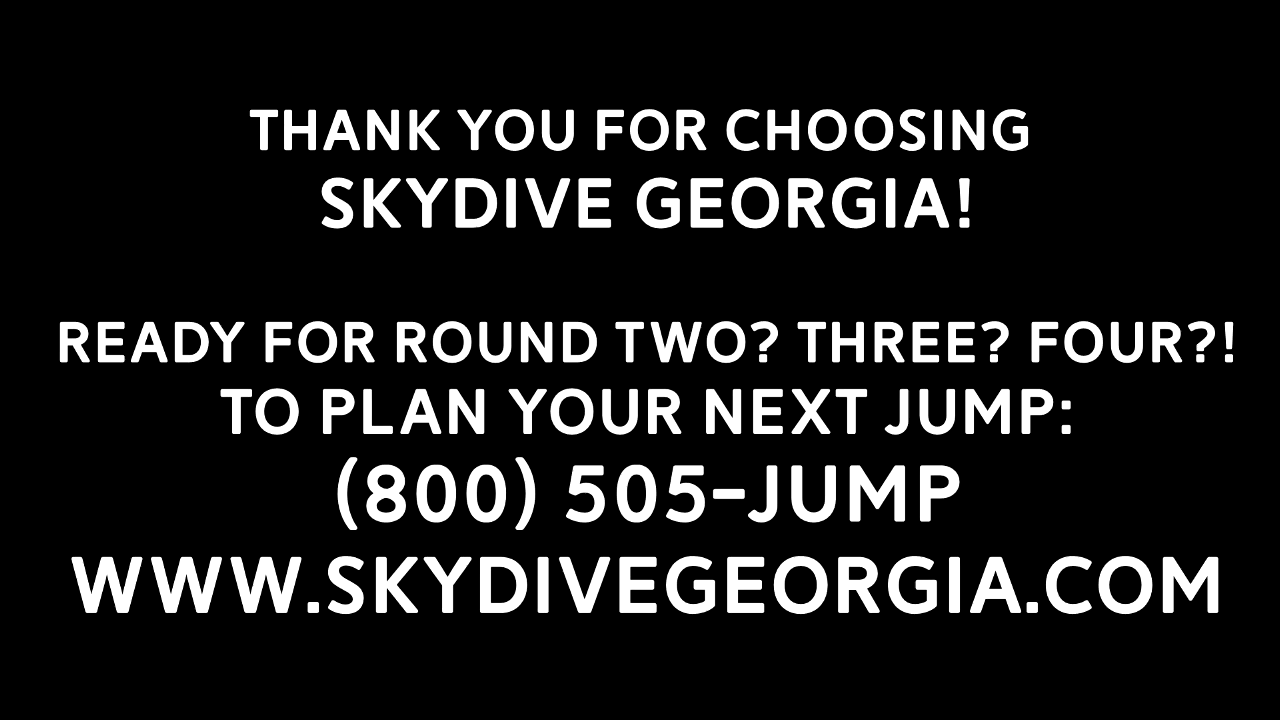 THANK YOU FOR CHOOSING
SKYDIVE GEORGIA!
READY FOR ROUND TWO? THREE? FOUR?!
TO PLAN YOUR NEXT JUMP:
(800) 505-JUMP
WWW.SKYDIVEGEORGIA.COM